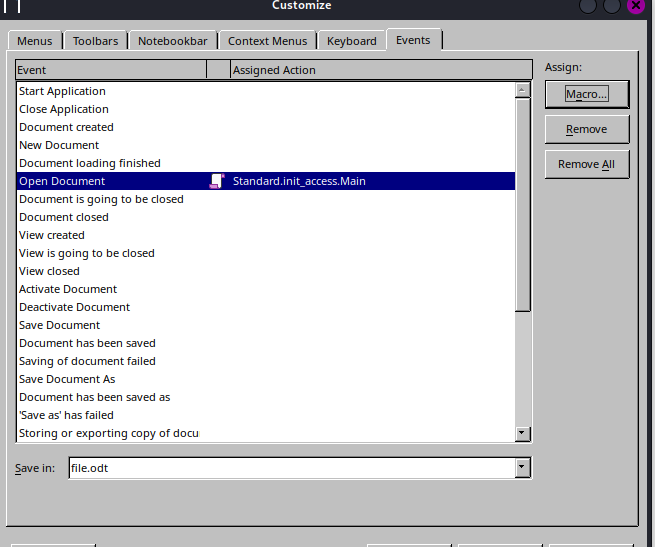 Customize
Menus Toolbars Notebookbar Context Menus Keyboard Events
Event Assigned Action
Assign:
Start Application
Macro...
Close Application
Document created
Remove
New Document
Document loading finished
Remove All
Open Document Standard.init_access.Main
Document is going to be closed
Document closed
View created
View is going to be closed
View closed
Activate Document
Deactivate Document
Save Document
Document has been saved
Saving of document failed
Save Document As
Document has been saved as
'Save as' has failed
Storing or exporting copy of docu
Save in: file.odt